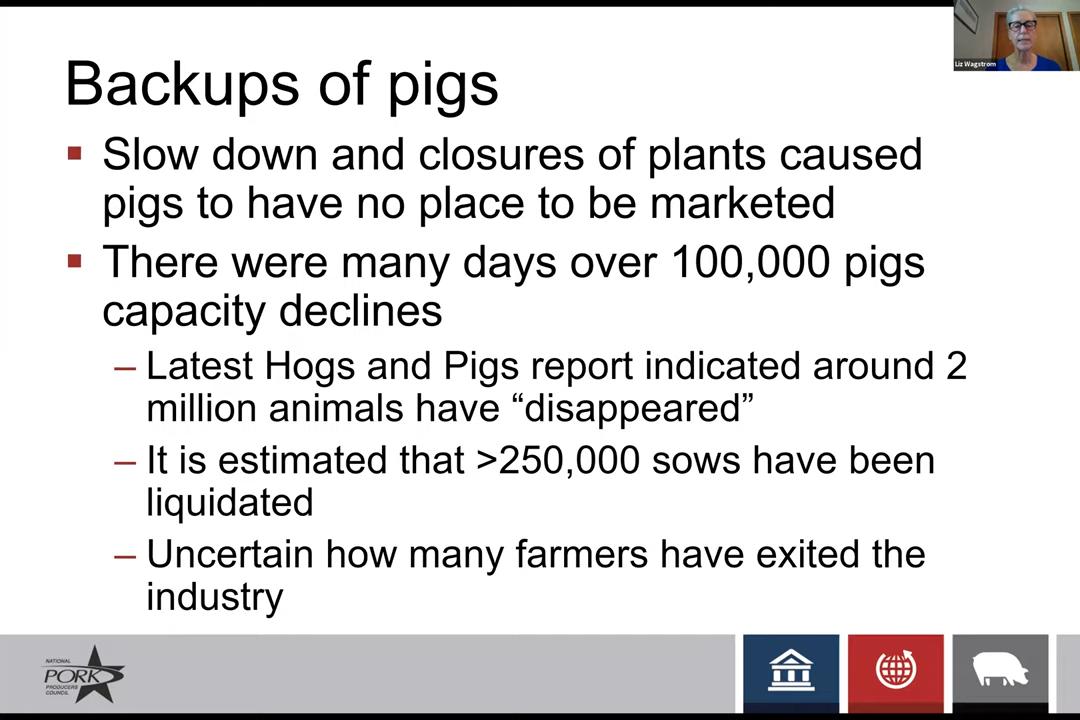 Liz Wagstrom
Backups of pigs
Slow down and closures of plants caused
pigs to have no place to be marketed
There were many days over 100,000 pigs
capacity declines
– Latest Hogs and Pigs report indicated around 2
million animals have “disappeared”
– It is estimated that >250,000 sows have been
liquidated
– Uncertain how many farmers have exited the
industry
NATIONAL
PORK
PRODUCERS
COUNCIL